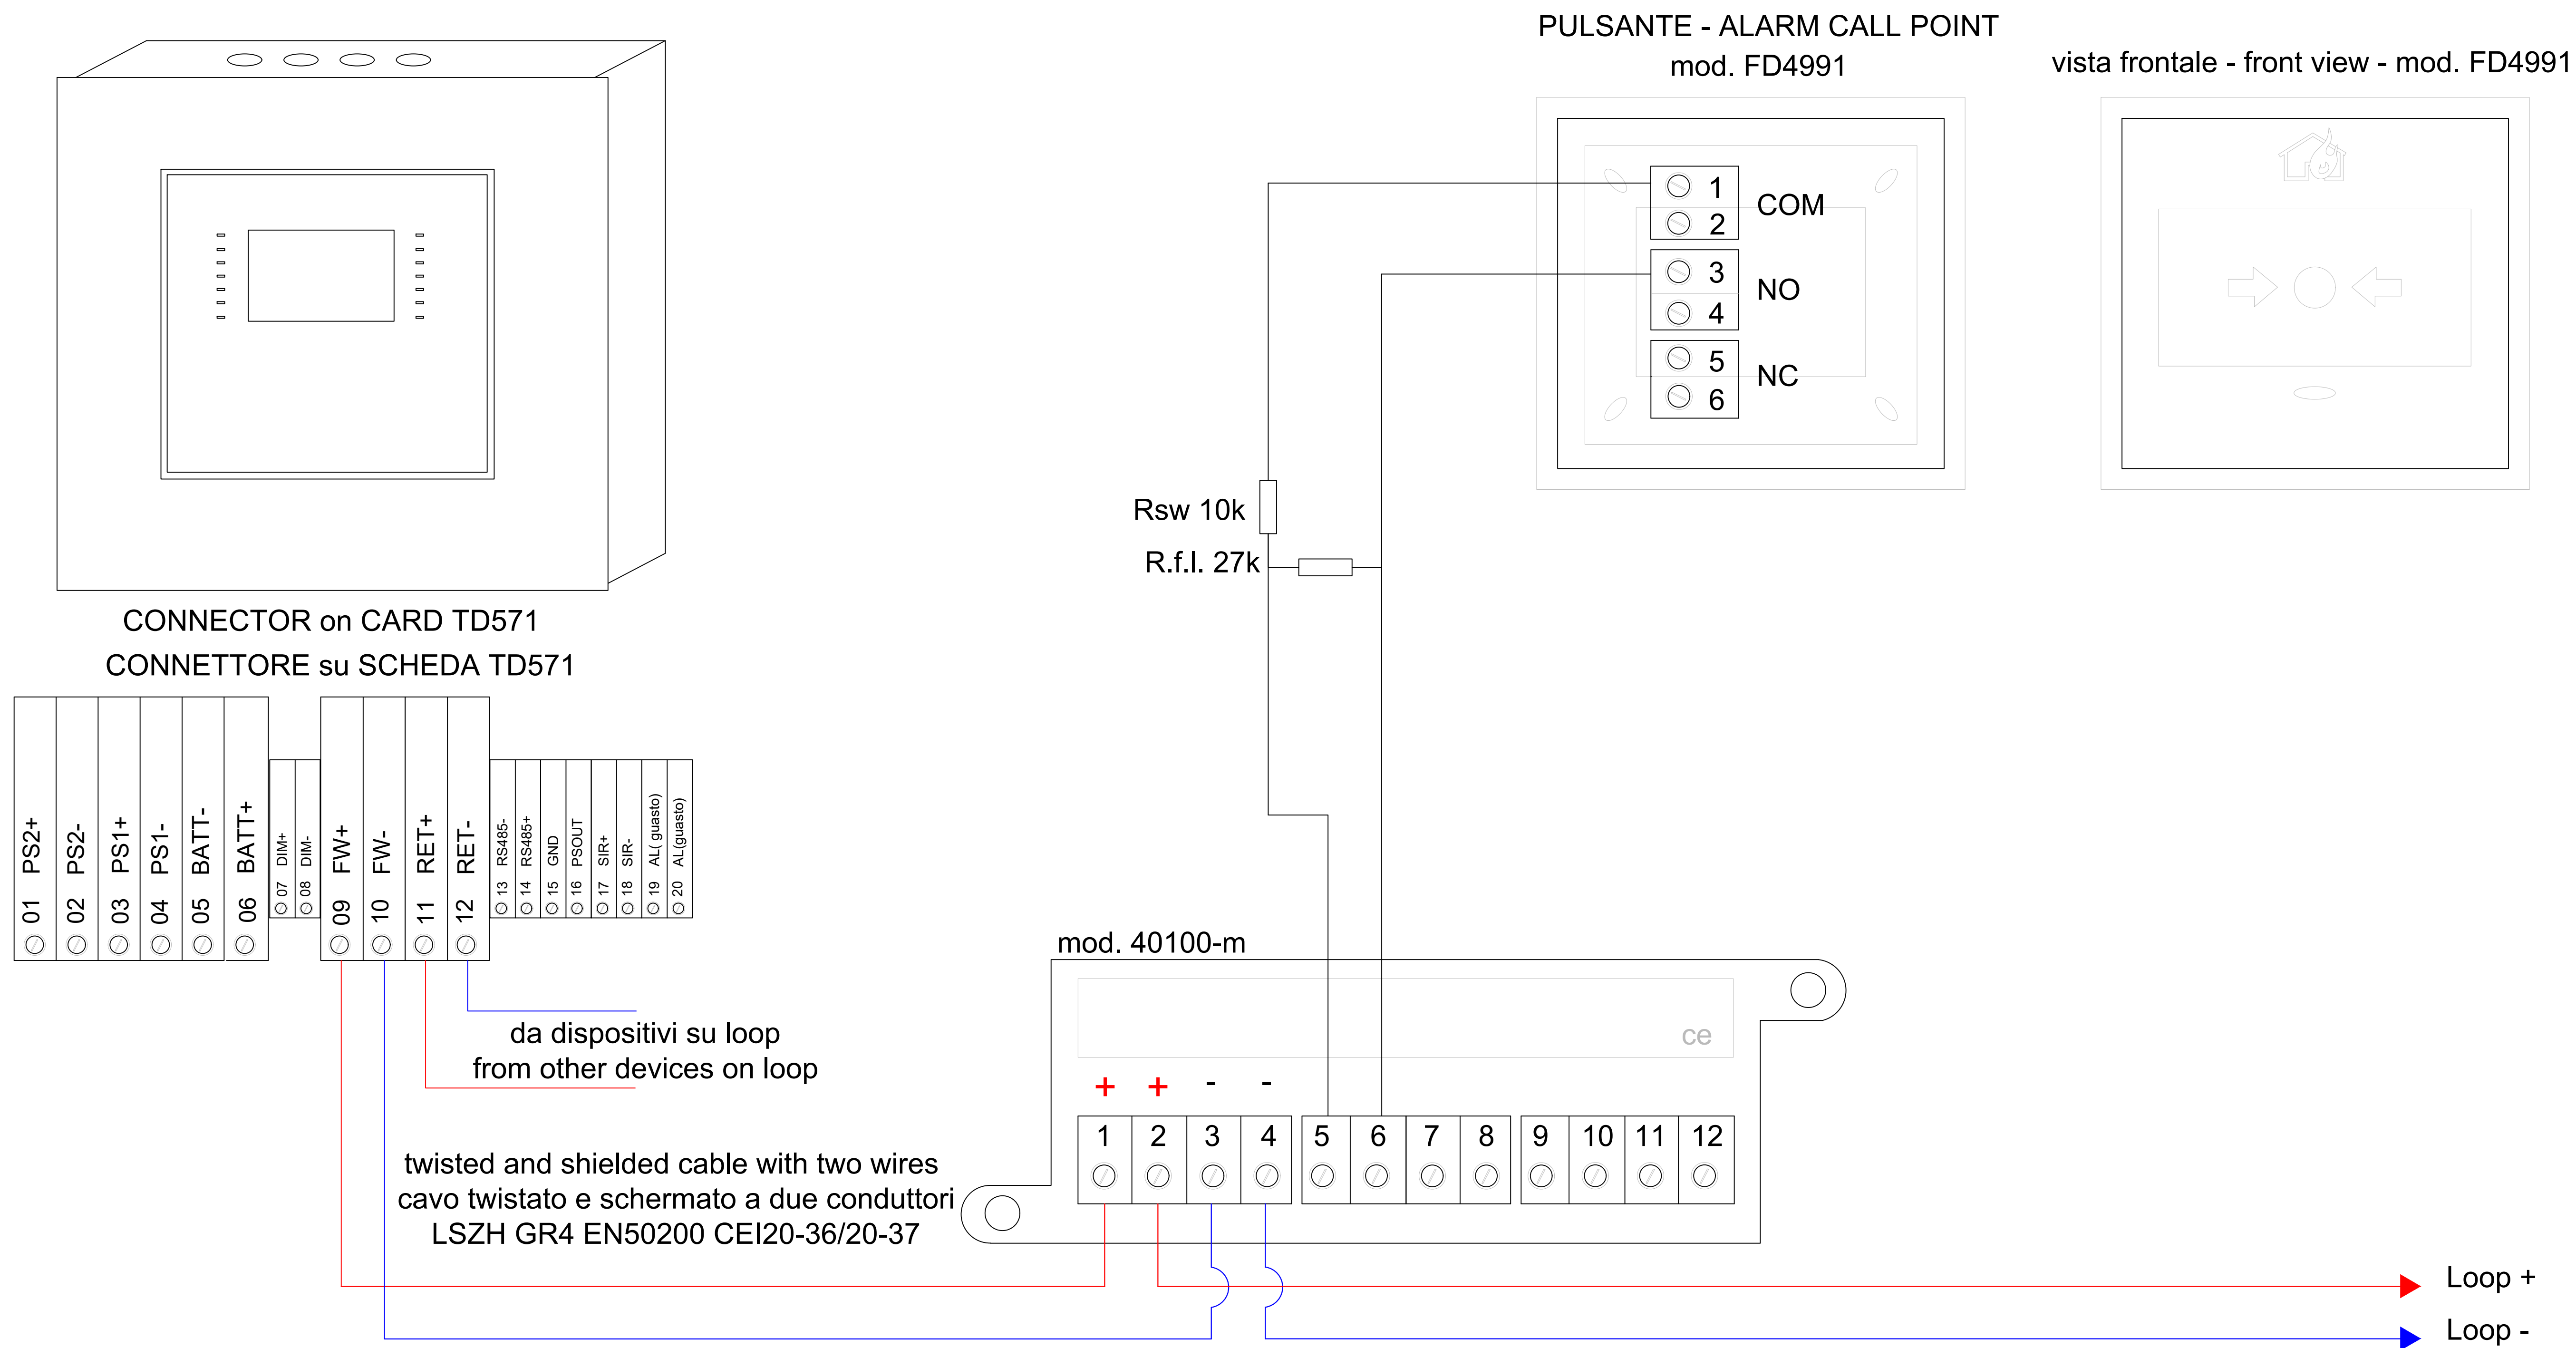 PULSANTE - ALARM CALL POINT
mod. FD4991
vista frontale - front view - mod. FD4991
1
2
COM
3
4
NO
5
6
NC
Rsw 10k
R.f.l. 27k
CONNECTOR on CARD TD571
CONNETTORE su SCHEDA TD571
01 PS2+
02 PS2-
03 PS1+
04 PS1-
05 BATT-
06 BATT+
07 DIM+
08 DIM-
09 FW+
10 FW-
11 RET+
12 RET-
13 RS485-
14 RS485+
15 GND
16 PSOUT
17 SIR+
18 SIR-
19 AL( guasto)
20 AL(guasto)
da dispositivi su loop
from other devices on loop
twisted and shielded cable with two wires
cavo twistato e schermato a due conduttori
LSZH GR4 EN50200 CEI20-36/20-37
mod. 40100-m
ce
+ + - -
1 2 3 4 5 6 7 8 9 10 11 12
Loop +
Loop -